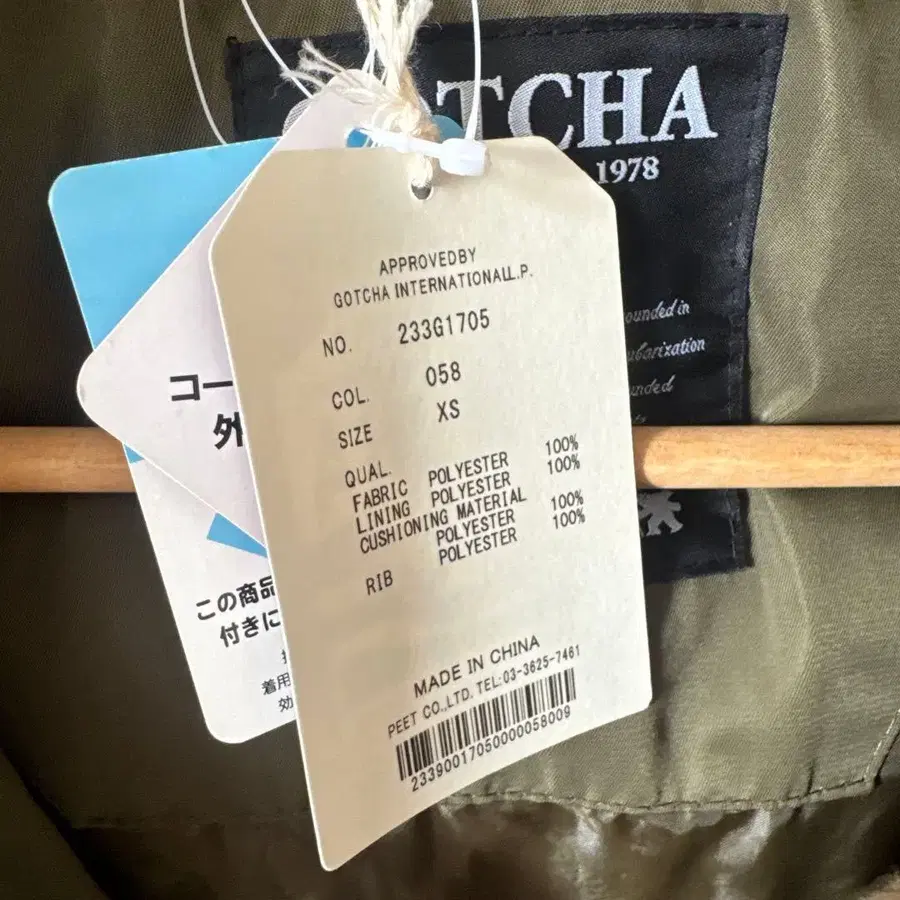 TCHA
1978
ounded in
ularization
unded
APPROVEDBY
GOTCHA INTERNATIONALL.P.
NO. 233G1705
COL. 058
SIZE XS
QUAL.
FABRIC POLYESTER 100%
LINING POLYESTER 100%
CUSHIONING MATERIAL
POLYESTER 100%
RIB POLYESTER 100%
MADE IN CHINA
PEET CO.,LTD. TEL:03-3625-7461
23390017050000058009
コー
外
この商品
付きに
着用
効